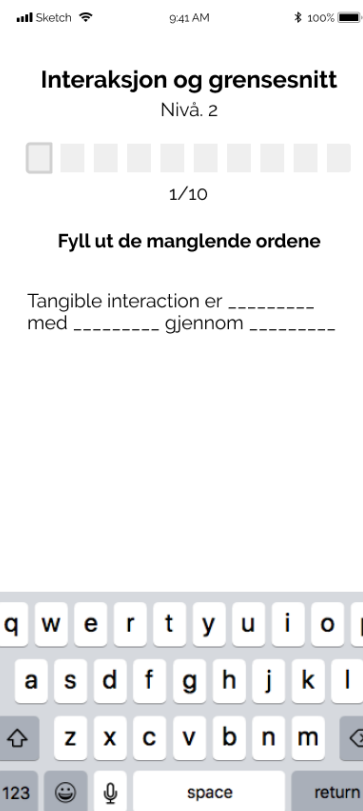 Sketch 9:41 AM 100%
Interaksjon og grensesnitt
Nivå. 2
1/10
Fyll ut de manglende ordene
Tangible interaction er _________
med _________ gjennom _________
q w e r t y u i o
a s d f g h j k l
z x c v b n m
123 space return